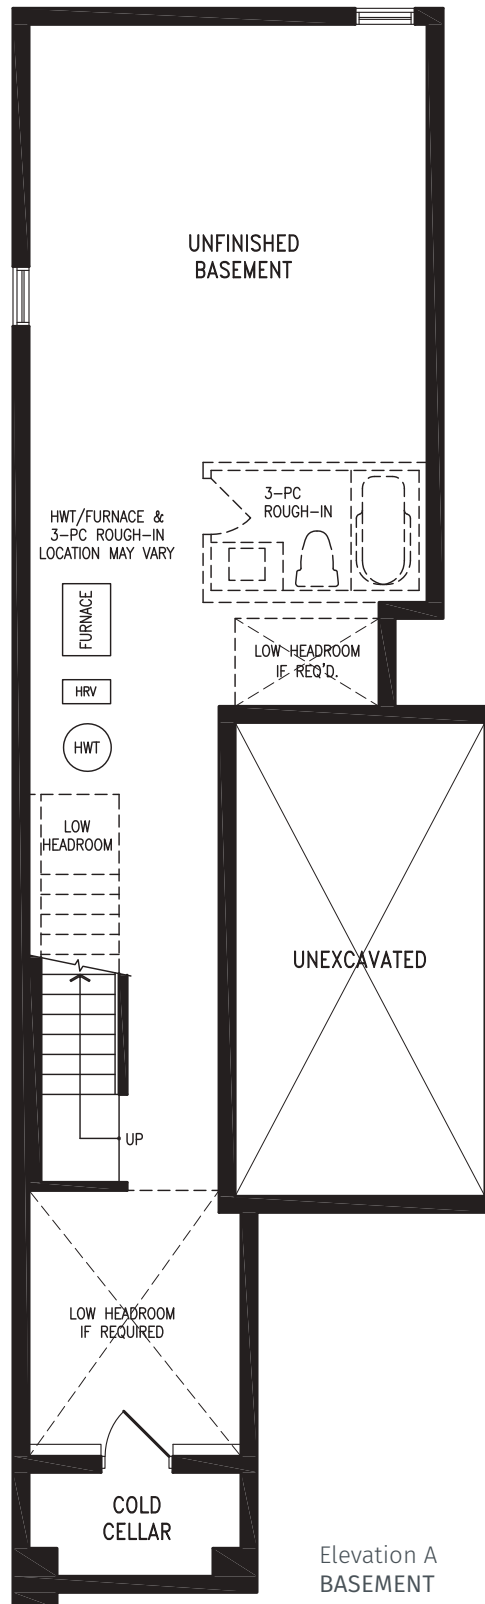 UNFINISHED
BASEMENT
3-PC
ROUGH-IN
HWT/FURNACE &
3-PC ROUGH-IN
LOCATION MAY VARY
FURNACE
LOW HEADROOM
IF REQ'D.
HRV
HWT
LOW
HEADROOM
UNEXCAVATED
UP
LOW HEADROOM
IF REQUIRED
COLD
CELLAR
Elevation A
BASEMENT